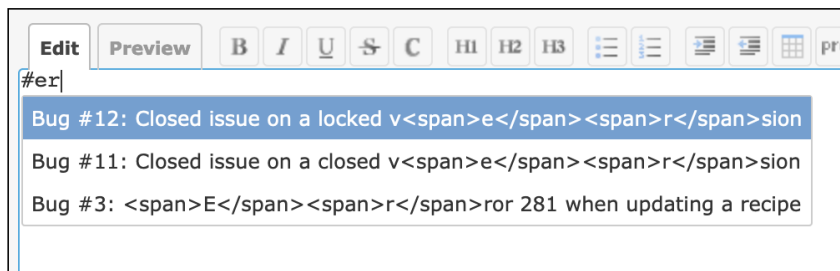 Edit Preview B I U S C H1 H2 H3 pr
#er
Bug #12: Closed issue on a locked v<span>e</span><span>r</span>sion
Bug #11: Closed issue on a closed v<span>e</span><span>r</span>sion
Bug #3: <span>E</span><span>r</span>ror 281 when updating a recipe